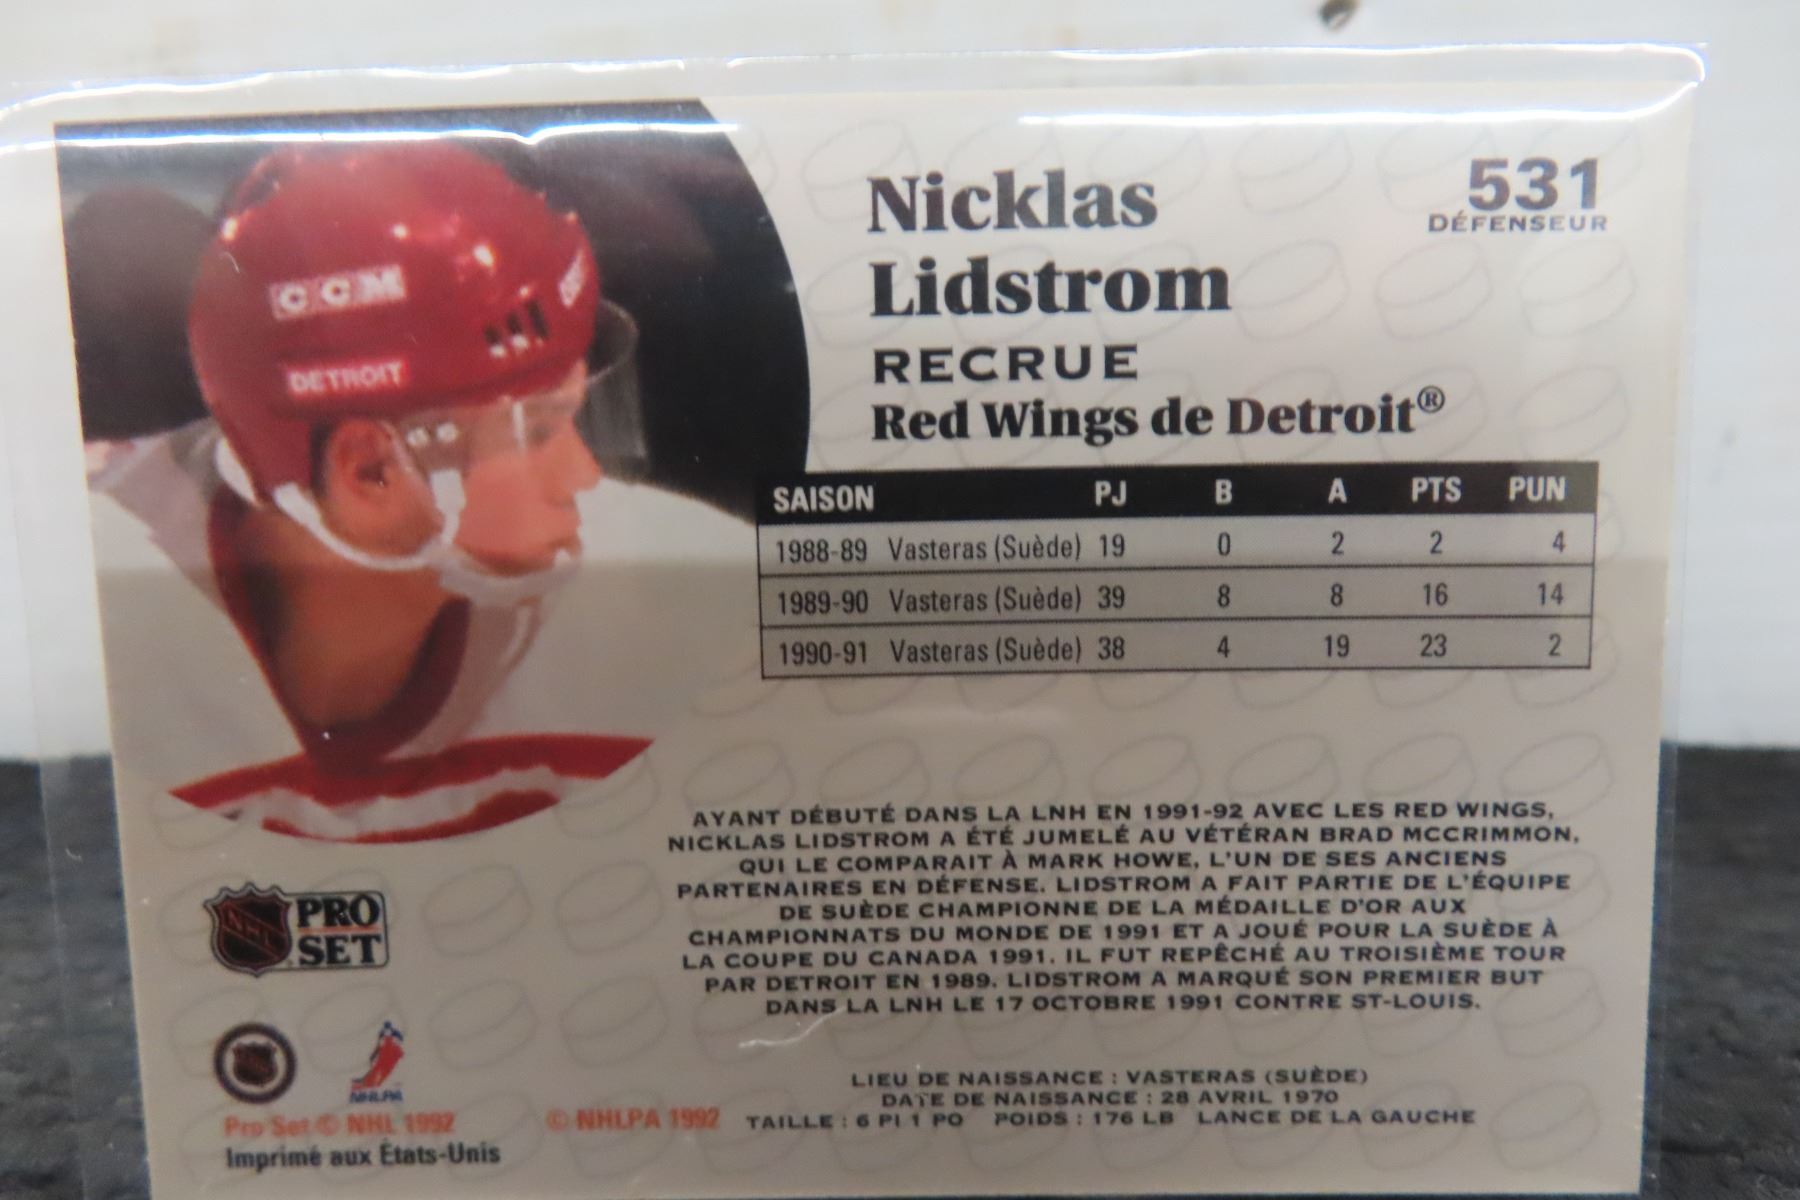 Nicklas
Lidstrom
RECRUE
Red Wings de Detroit®
531
DÉFENSEUR
CCM
DETROIT
SAISON PJ B A PTS PUN
1988-89 Vasteras (Suède) 19 0 2 2 4
1989-90 Vasteras (Suède) 39 8 8 16 14
1990-91 Vasteras (Suède) 38 4 19 23 2
AYANT DÉBUTÉ DANS LA LNH EN 1991-92 AVEC LES RED WINGS,
NICKLAS LIDSTROM A ÉTÉ JUMELÉ AU VÉTÉRAN BRAD MCCRIMMON,
QUI LE COMPARAIT À MARK HOWE, L'UN DE SES ANCIENS
PARTENAIRES EN DÉFENSE. LIDSTROM A FAIT PARTIE DE L'ÉQUIPE
DE SUÈDE CHAMPIONNE DE LA MÉDAILLE D'OR AUX
CHAMPIONNATS DU MONDE DE 1991 ET A JOUÉ POUR LA SUÈDE À
LA COUPE DU CANADA 1991. IL FUT REPÊCHÉ AU TROISIÈME TOUR
PAR DETROIT EN 1989. LIDSTROM A MARQUÉ SON PREMIER BUT
DANS LA LNH LE 17 OCTOBRE 1991 CONTRE ST-LOUIS.
NHL PRO
SET
NHLPA
LIEU DE NAISSANCE : VASTERAS (SUÈDE)
DATE DE NAISSANCE : 28 AVRIL 1970
TAILLE : 6 PI 1 PO POIDS : 176 LB LANCE DE LA GAUCHE
Pro Set © NHL 1992 © NHLPA 1992
Imprimé aux États-Unis